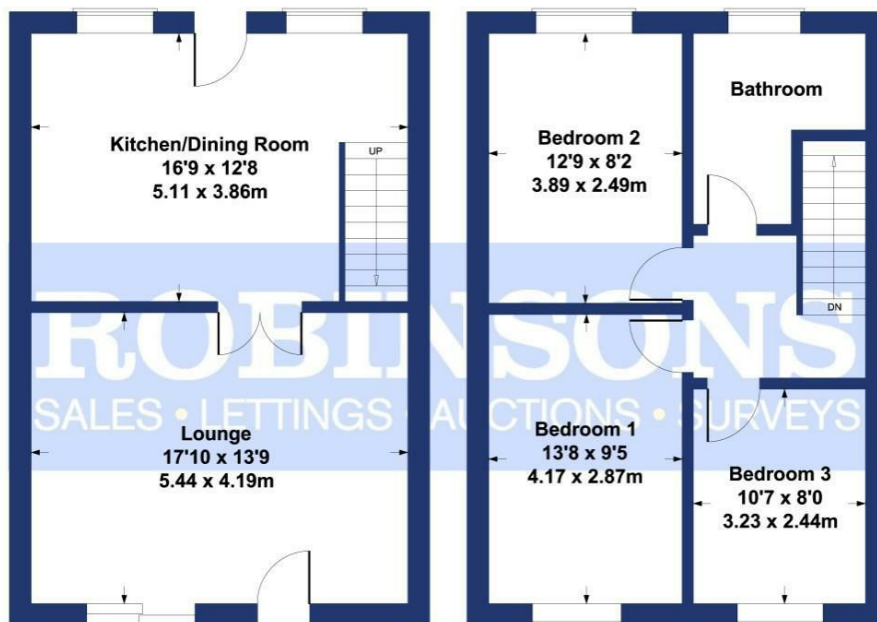 Kitchen/Dining Room
16'9 x 12'8
5.11 x 3.86m
UP
Lounge
17'10 x 13'9
5.44 x 4.19m
Bedroom 2
12'9 x 8'2
3.89 x 2.49m
Bathroom
DN
Bedroom 1
13'8 x 9'5
4.17 x 2.87m
Bedroom 3
10'7 x 8'0
3.23 x 2.44m
ROBINSONS
SALES • LETTINGS • AUCTIONS • SURVEYS